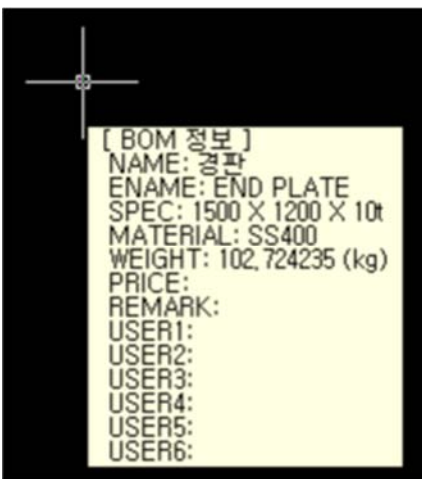 [ BOM 정보 ]
NAME: 경판
ENAME: END PLATE
SPEC: 1500 X 1200 X 10t
MATERIAL: SS400
WEIGHT: 102,724235 (kg)
PRICE:
REMARK:
USER1:
USER2:
USER3:
USER4:
USER5:
USER6: